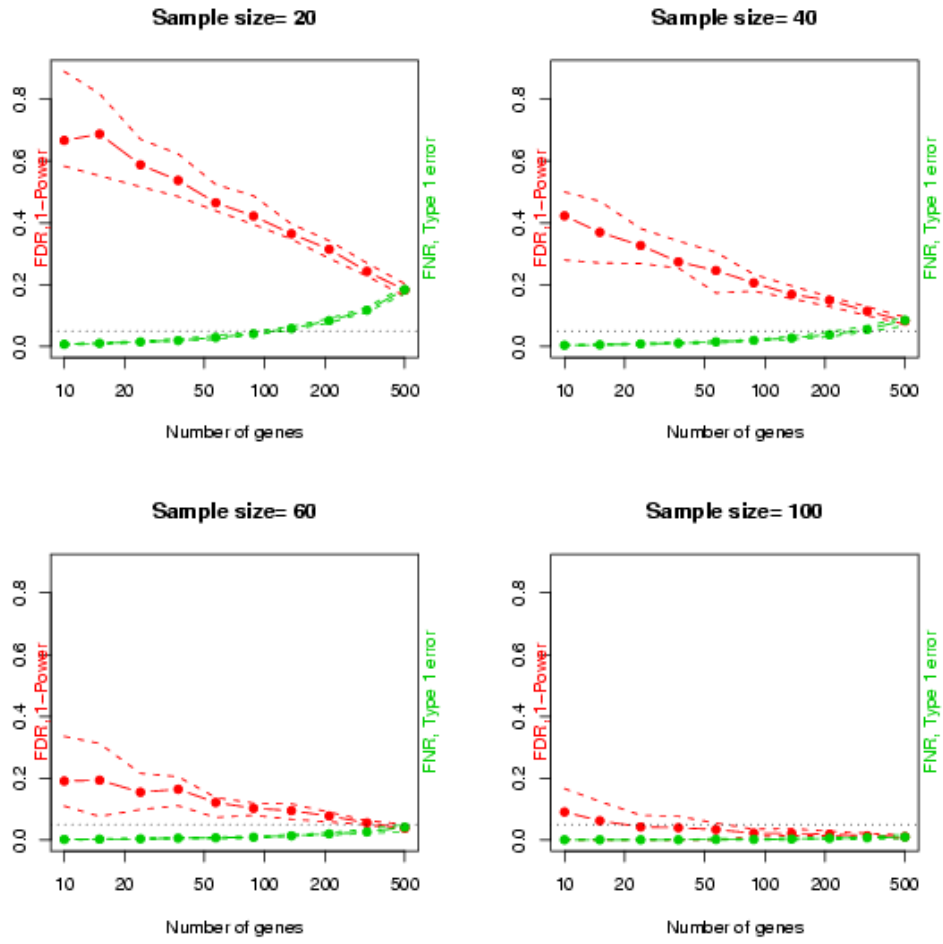 Sample size= 20
0.0 0.2 0.4 0.6 0.8
FDR, 1-Power
FNR, Type 1 error
10 20 50 100 200 500
Number of genes
Sample size= 40
0.0 0.2 0.4 0.6 0.8
FDR, 1-Power
FNR, Type 1 error
10 20 50 100 200 500
Number of genes
Sample size= 60
0.0 0.2 0.4 0.6 0.8
FDR, 1-Power
FNR, Type 1 error
10 20 50 100 200 500
Number of genes
Sample size= 100
0.0 0.2 0.4 0.6 0.8
FDR, 1-Power
FNR, Type 1 error
10 20 50 100 200 500
Number of genes